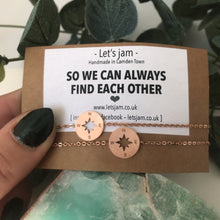 - Let's jam -
Handmade in Camden Town
SO WE CAN ALWAYS
FIND EACH OTHER
www.letsjam.co.uk
facebook - letsjam.co.uk ]